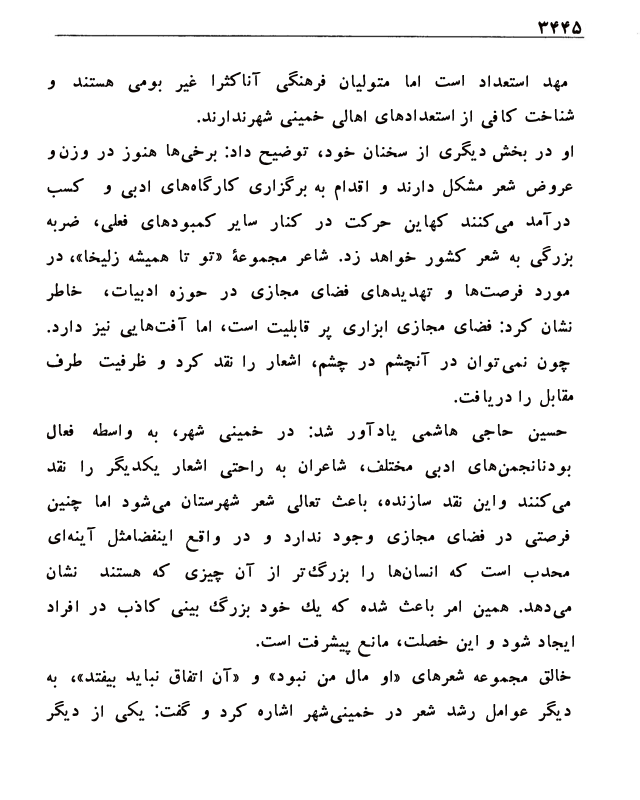 ۳۴۴۵
مهد استعداد است اما متولیان فرهنگی آناکثرا غیر بومی هستند و
شناخت کافی از استعدادهای اهالی خمینی شهرندارند.
او در بخش دیگری از سخنان خود، توضیح داد: برخی‌ها هنوز در وزن‌و
عروض شعر مشکل دارند و اقدام به برگزاری کارگاه‌های ادبی و کسب
درآمد می‌کنند کهاین حرکت در کنار سایر کمبودهای فعلی، ضربه
بزرگی به شعر کشور خواهد زد. شاعر مجموعهٔ «تو تا همیشه زلیخا»، در
مورد فرصت‌ها و تهدیدهای فضای مجازی در حوزه ادبیات، خاطر
نشان کرد: فضای مجازی ابزاری پر قابلیت است، اما آفت‌هایی نیز دارد.
چون نمی‌توان در آنچشم در چشم، اشعار را نقد کرد و ظرفیت طرف
مقابل را دریافت.
حسین حاجی هاشمی یادآور شد: در خمینی شهر، به واسطه فعال
بودنانجمن‌های ادبی مختلف، شاعران به راحتی اشعار یکدیگر را نقد
می‌کنند واین نقد سازنده، باعث تعالی شعر شهرستان می‌شود اما چنین
فرصتی در فضای مجازی وجود ندارد و در واقع اینفضامثل آینه‌ای
محدب است که انسان‌ها را بزرگ‌تر از آن چیزی که هستند نشان
می‌دهد. همین امر باعث شده که یك خود بزرگ بینی کاذب در افراد
ایجاد شود و این خصلت، مانع پیشرفت است.
خالق مجموعه شعرهای «او مال من نبود» و «آن اتفاق نباید بیفتد»، به
دیگر عوامل رشد شعر در خمینی‌شهر اشاره کرد و گفت: یکی از دیگر